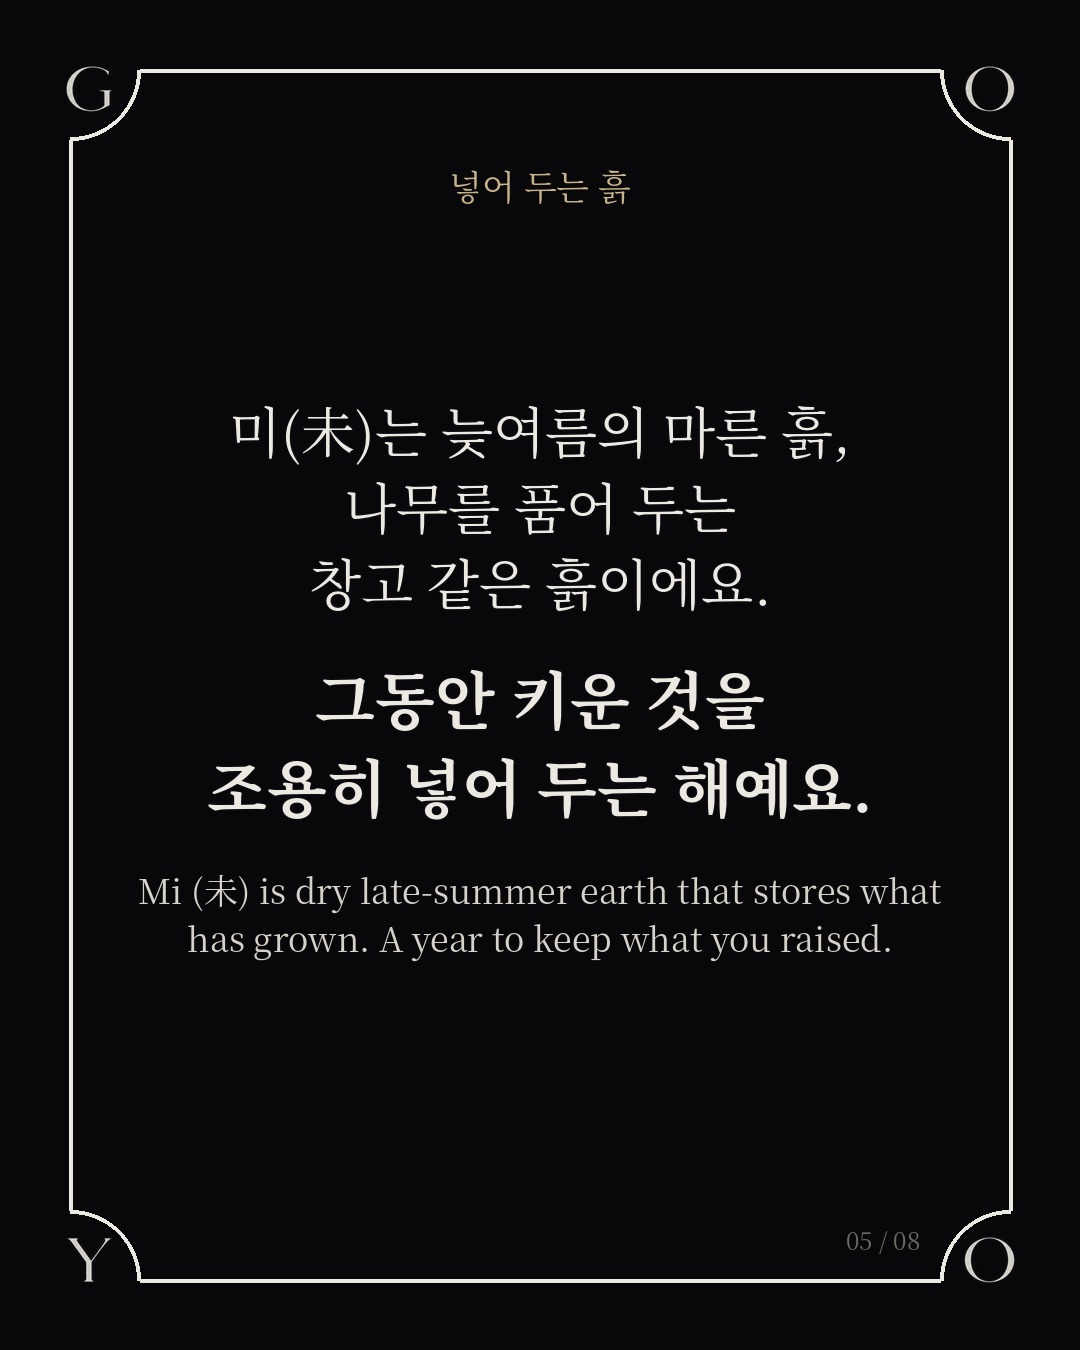 G
O
넣어 두는 흙
미(未)는 늦여름의 마른 흙,
나무를 품어 두는
창고 같은 흙이에요.
그동안 키운 것을
조용히 넣어 두는 해예요.
Mi (未) is dry late-summer earth that stores what
has grown. A year to keep what you raised.
05 / 08
Y
O